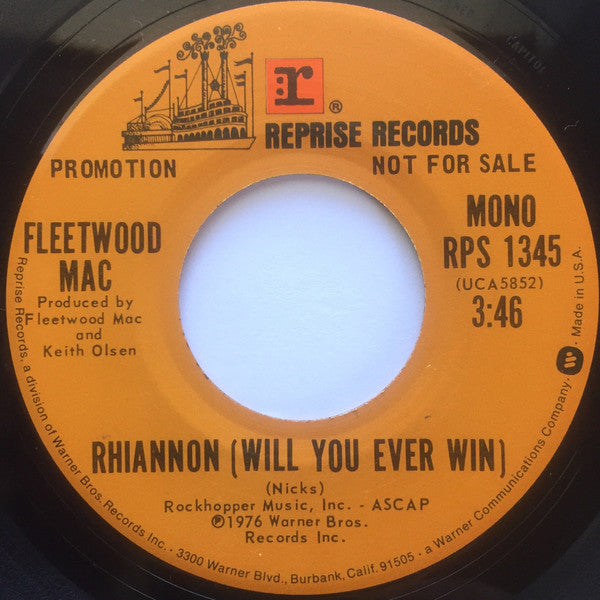 r ®
REPRISE RECORDS
PROMOTION
NOT FOR SALE
FLEETWOOD
MAC
Produced by
Fleetwood Mac and
Keith Olsen
MONO
RPS 1345
(UCA5852)
3:46
RHIANNON (WILL YOU EVER WIN)
(Nicks)
Rockhopper Music, Inc. - ASCAP
℗1976 Warner Bros.
Records Inc.
Reprise Records, a division of Warner Bros. Records Inc. · 3300 Warner Blvd., Burbank, Calif. 91505 · a Warner Communications Company · Made in U.S.A.